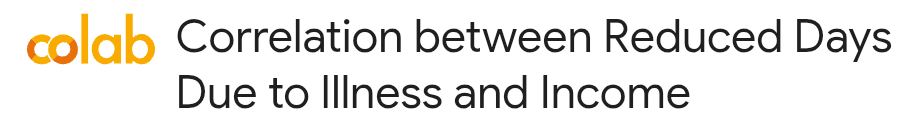 colab
Correlation between Reduced Days
Due to Illness and Income